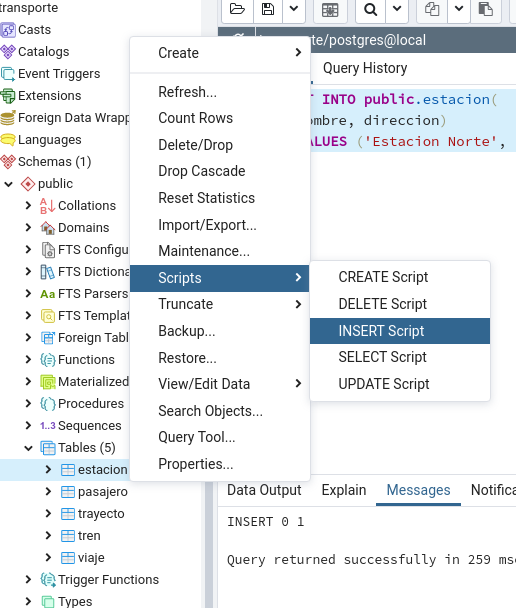 transporte
Casts
Catalogs
Event Triggers
Extensions
Foreign Data Wrapp
Languages
Schemas (1)
public
Collations
Domains
FTS Configu
FTS Dictiona
FTS Parsers
FTS Templat
Foreign Tabl
Functions
Materialized
Procedures
1..3 Sequences
Tables (5)
estacion
pasajero
trayecto
tren
viaje
Trigger Functions
Types
Create
Refresh...
Count Rows
Delete/Drop
Drop Cascade
Reset Statistics
Import/Export...
Maintenance...
Scripts
Truncate
Backup...
Restore...
View/Edit Data
Search Objects...
Query Tool...
Properties...
CREATE Script
DELETE Script
INSERT Script
SELECT Script
UPDATE Script
te/postgres@local
Query History
T INTO public.estacion(
ombre, direccion)
ALUES ('Estacion Norte',
Data Output Explain Messages Notifica
INSERT 0 1
Query returned successfully in 259 mse